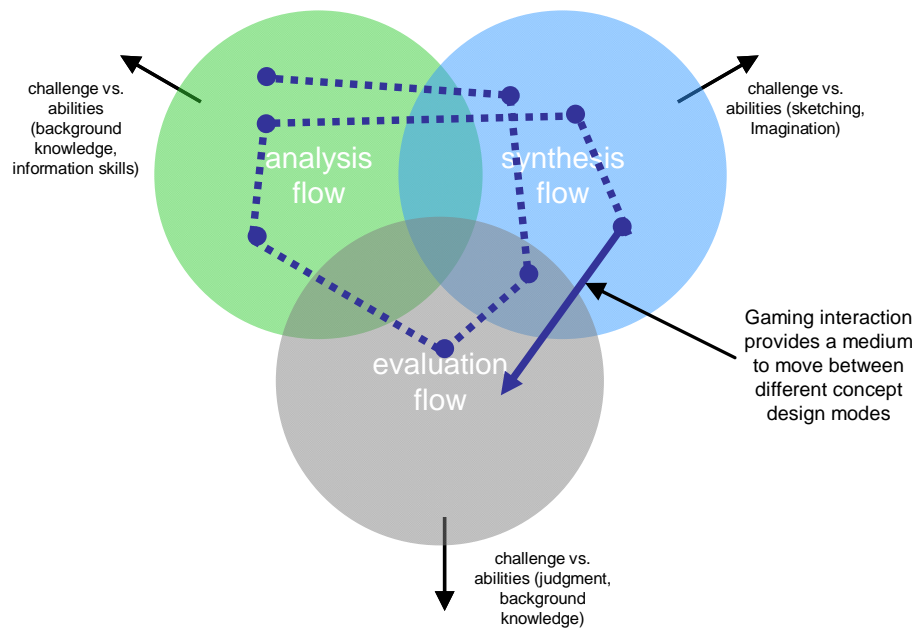 challenge vs.
abilities
(background
knowledge,
information skills)
challenge vs.
abilities (sketching,
Imagination)
analysis
flow
synthesis
flow
Gaming interaction
provides a medium
to move between
different concept
design modes
evaluation
flow
challenge vs.
abilities (judgment,
background
knowledge)